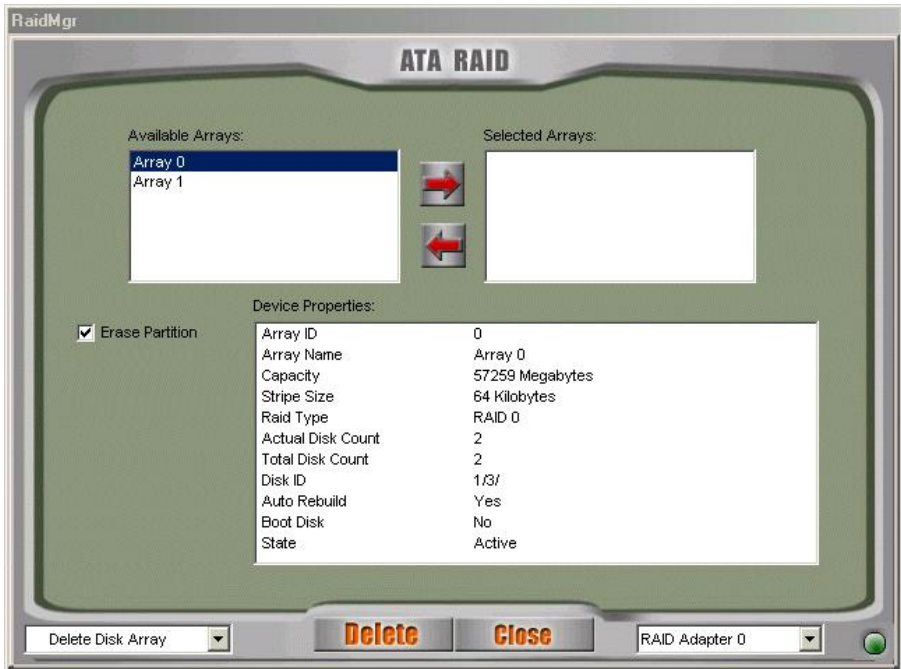 RaidMgr
ATA RAID
Available Arrays:
Array 0
Array 1
Selected Arrays:
Erase Partition
Device Properties:
Array ID 0
Array Name Array 0
Capacity 57259 Megabytes
Stripe Size 64 Kilobytes
Raid Type RAID 0
Actual Disk Count 2
Total Disk Count 2
Disk ID 1/3/
Auto Rebuild Yes
Boot Disk No
State Active
Delete Disk Array
Delete
Close
RAID Adapter 0